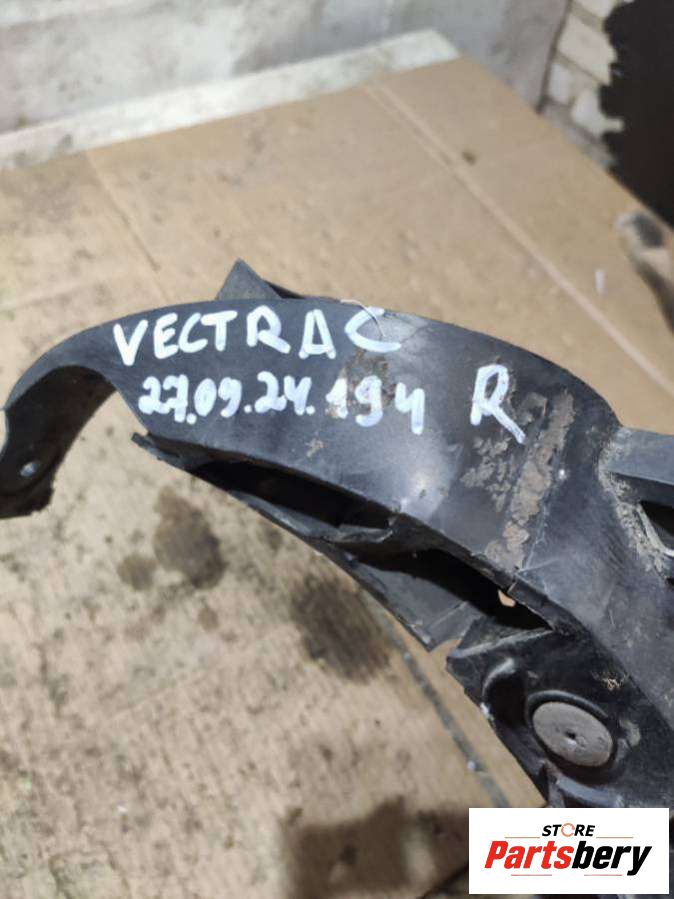 VECTRA C
27.09.24.194 R
STORE
Partsbery